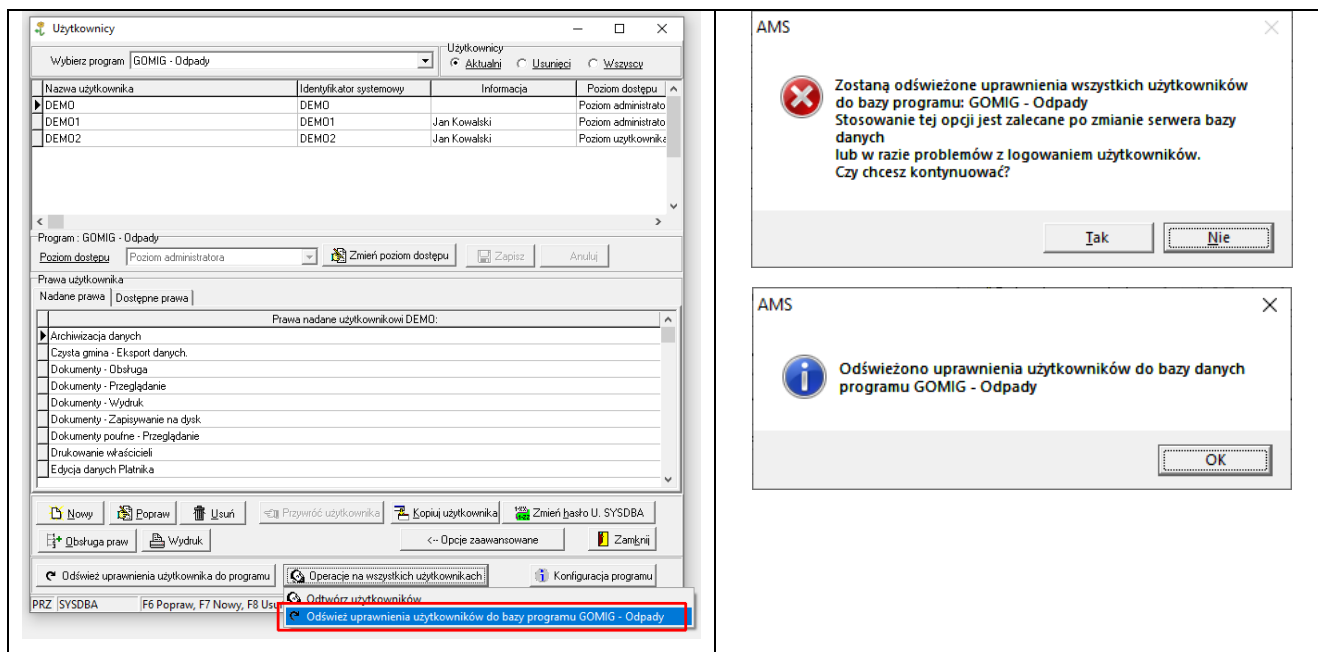 Użytkownicy
Wybierz program GOMIG - Odpady
Użytkownicy
Aktualni Usunięci Wszyscy
Nazwa użytkownika Identyfikator systemowy Informacja Poziom dostępu
DEMO DEMO Poziom administrato
DEMO1 DEMO1 Jan Kowalski Poziom administrato
DEMO2 DEMO2 Jan Kowalski Poziom uzytkownika
Program : GOMIG - Odpady
Poziom dostępu Poziom administratora Zmień poziom dostępu Zapisz Anuluj
Prawa użytkownika
Nadane prawa Dostępne prawa
Prawa nadane użytkownikowi DEMO:
Archiwizacja danych
Czysta gmina - Eksport danych.
Dokumenty - Obsługa
Dokumenty - Przeglądanie
Dokumenty - Wydruk
Dokumenty - Zapisywanie na dysk
Dokumenty poufne - Przeglądanie
Drukowanie właścicieli
Edycja danych Płatnika
Nowy Popraw Usuń Przywróć użytkownika Kopiuj użytkownika Zmień hasło U. SYSDBA
Obsługa praw Wydruk <-- Opcje zaawansowane Zamknij
Odśwież uprawnienia użytkownika do programu Operacje na wszystkich użytkownikach Konfiguracja programu
PRZ SYSDBA F6 Popraw, F7 Nowy, F8 Usu
Odtwórz użytkowników
Odśwież uprawnienia użytkowników do bazy programu GOMIG - Odpady
AMS
Zostaną odświeżone uprawnienia wszystkich użytkowników
do bazy programu: GOMIG - Odpady
Stosowanie tej opcji jest zalecane po zmianie serwera bazy
danych
lub w razie problemów z logowaniem użytkowników.
Czy chcesz kontynuować?
Tak Nie
AMS
Odświeżono uprawnienia użytkowników do bazy danych
programu GOMIG - Odpady
OK